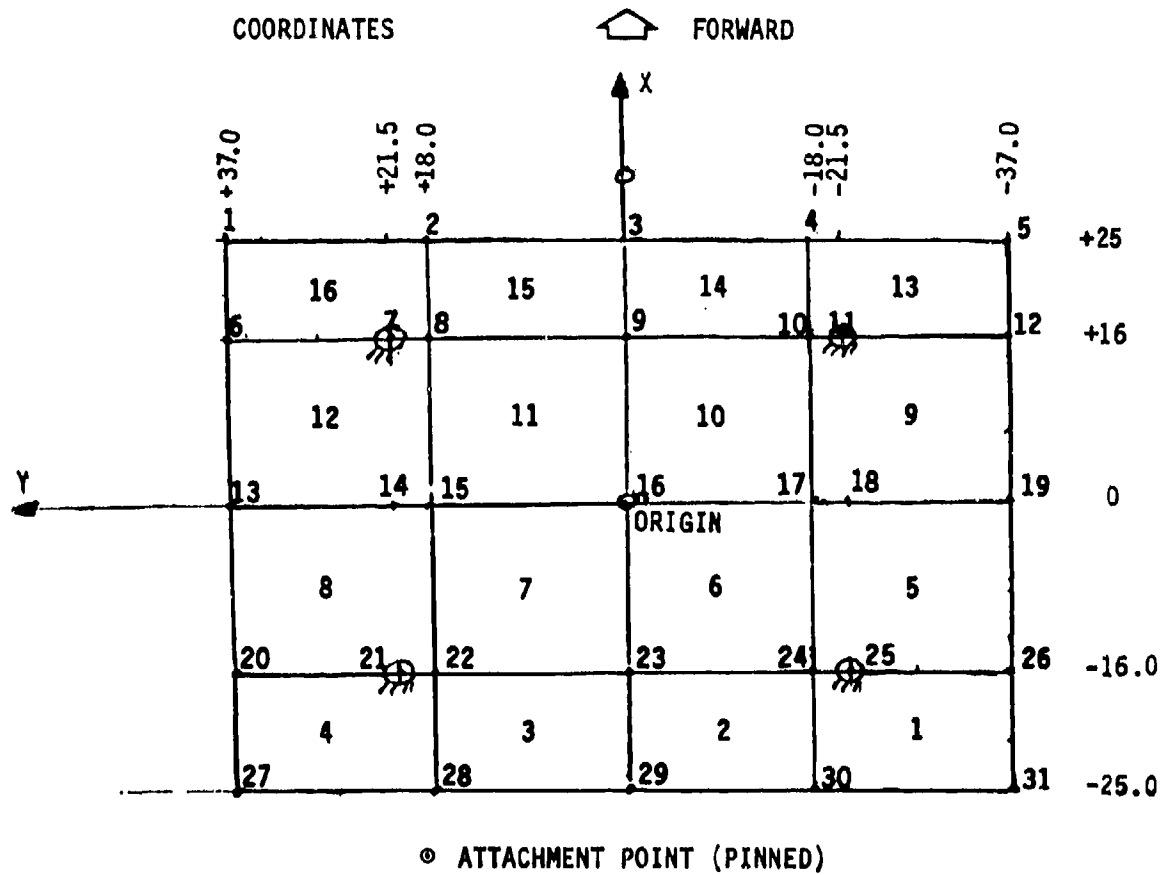 COORDINATES FORWARD
X
+37.0 +21.5 +18.0 -18.0 -21.5 -37.0
1 2 3 4 5 +25
16 15 14 13
6 7 8 9 10 11 12 +16
12 11 10 9
Y 13 14 15 16 17 18 19 0
ORIGIN
8 7 6 5
20 21 22 23 24 25 26 -16.0
4 3 2 1
27 28 29 30 31 -25.0
ATTACHMENT POINT (PINNED)